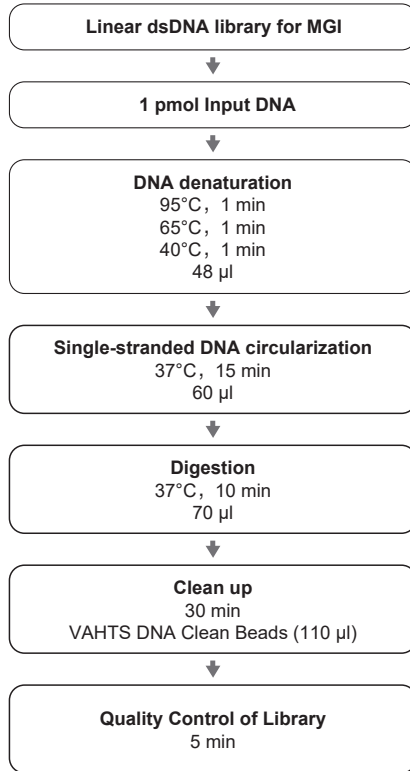 Linear dsDNA library for MGI
1 pmol Input DNA
DNA denaturation
95°C，1 min
65°C，1 min
40°C，1 min
48 µl
Single-stranded DNA circularization
37°C，15 min
60 µl
Digestion
37°C，10 min
70 µl
Clean up
30 min
VAHTS DNA Clean Beads (110 µl)
Quality Control of Library
5 min